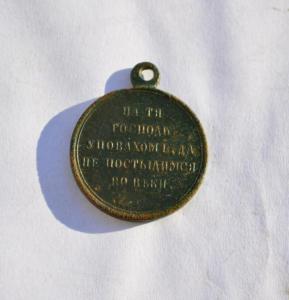 НА ТЯ
ГОСПОДИ
УПОВАХОМЪ, ДА
НЕ ПОСТЫДИМСЯ
ВО ВѢКИ